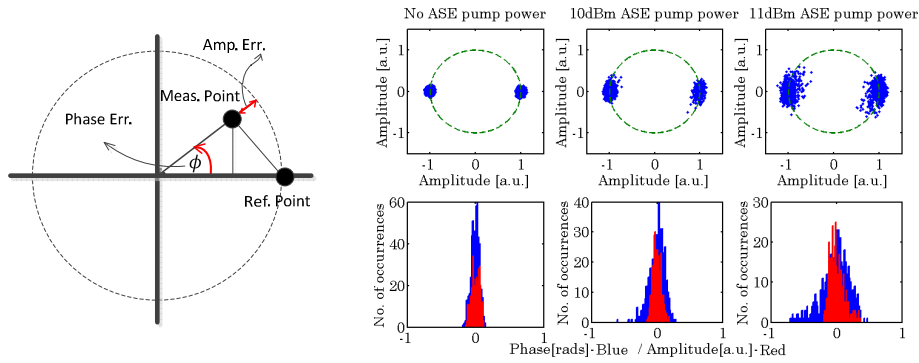 Amp. Err.
Meas. Point
Phase Err.
ϕ
Ref. Point
No ASE pump power
10dBm ASE pump power
11dBm ASE pump power
Amplitude [a.u.]
1
0
-1
-1
0
1
Amplitude [a.u.]
Amplitude [a.u.]
1
0
-1
-1
0
1
Amplitude [a.u.]
Amplitude [a.u.]
1
0
-1
-1
0
1
Amplitude [a.u.]
No. of occurrences
60
40
20
0
-1
0
1
No. of occurrences
40
30
20
10
0
-1
0
1
No. of occurrences
30
20
10
0
-1
0
1
Phase[rads]-Blue / Amplitude[a.u.]-Red